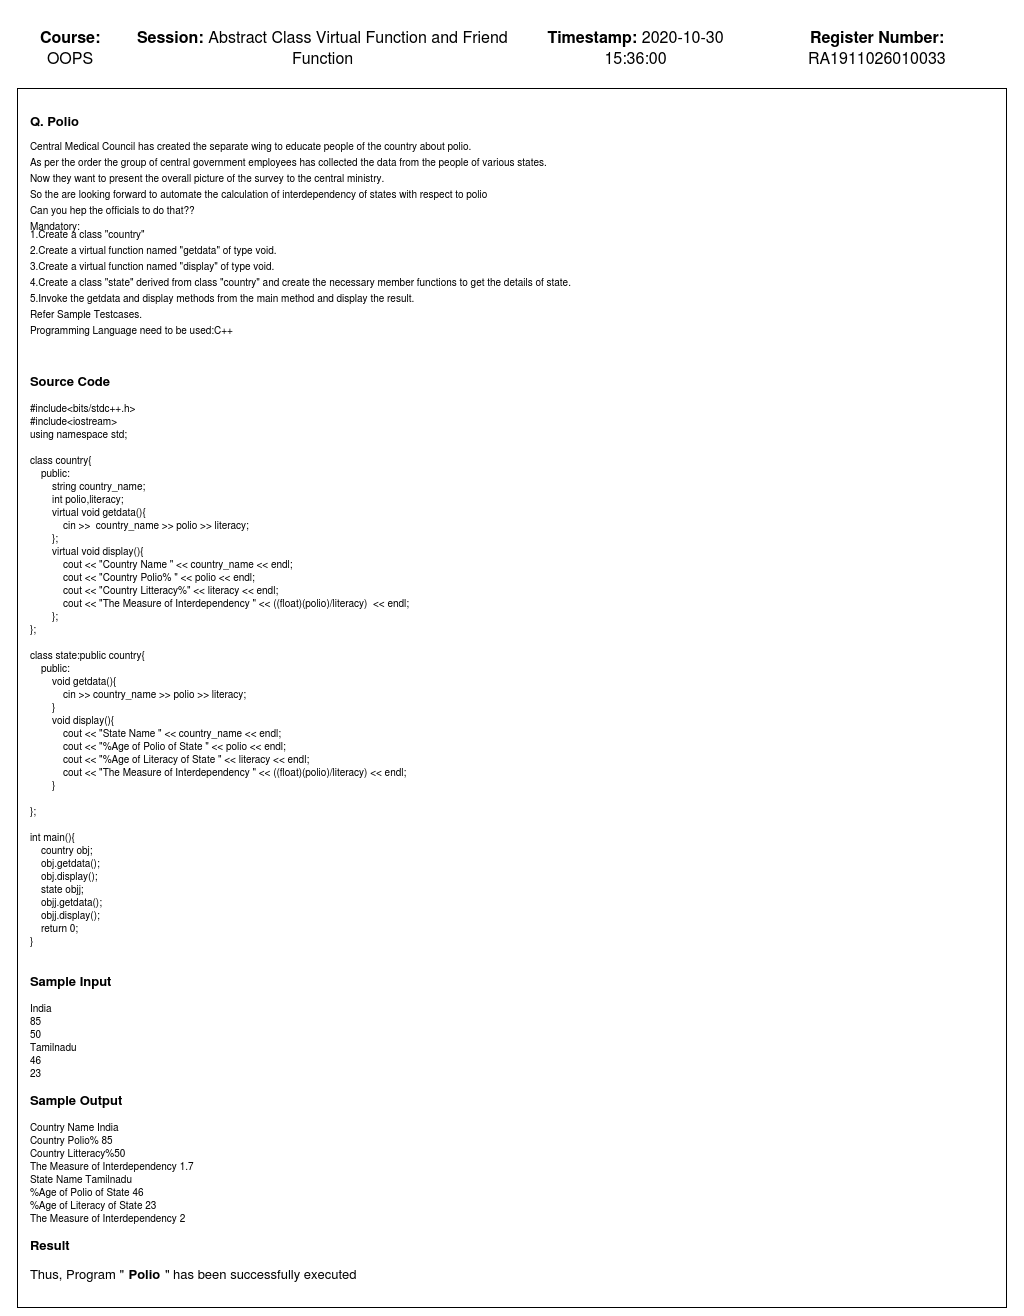 Course: Session: Abstract Class Virtual Function and Friend Timestamp: 2020-10-30 Register Number:
OOPS Function 15:36:00 RA1911026010033
Q. Polio
Central Medical Council has created the separate wing to educate people of the country about polio.
As per the order the group of central government employees has collected the data from the people of various states.
Now they want to present the overall picture of the survey to the central ministry.
So the are looking forward to automate the calculation of interdependency of states with respect to polio
Can you hep the officials to do that??
Mandatory:
1.Create a class "country"
2.Create a virtual function named "getdata" of type void.
3.Create a virtual function named "display" of type void.
4.Create a class "state" derived from class "country" and create the necessary member functions to get the details of state.
5.Invoke the getdata and display methods from the main method and display the result.
Refer Sample Testcases.
Programming Language need to be used:C++
Source Code
#include<bits/stdc++.h>
#include<iostream>
using namespace std;
class country{
    public:
        string country_name;
        int polio,literacy;
        virtual void getdata(){
            cin >>  country_name >> polio >> literacy;
        };
        virtual void display(){
            cout << "Country Name " << country_name << endl;
            cout << "Country Polio% " << polio << endl;
            cout << "Country Litteracy%" << literacy << endl;
            cout << "The Measure of Interdependency " << ((float)(polio)/literacy)  << endl;
        };
};
class state:public country{
    public:
        void getdata(){
            cin >> country_name >> polio >> literacy;
        }
        void display(){
            cout << "State Name " << country_name << endl;
            cout << "%Age of Polio of State " << polio << endl;
            cout << "%Age of Literacy of State " << literacy << endl;
            cout << "The Measure of Interdependency " << ((float)(polio)/literacy) << endl;
        }
};
int main(){
    country obj;
    obj.getdata();
    obj.display();
    state objj;
    objj.getdata();
    objj.display();
    return 0;
}
Sample Input
India
85
50
Tamilnadu
46
23
Sample Output
Country Name India
Country Polio% 85
Country Litteracy%50
The Measure of Interdependency 1.7
State Name Tamilnadu
%Age of Polio of State 46
%Age of Literacy of State 23
The Measure of Interdependency 2
Result
Thus, Program " Polio " has been successfully executed